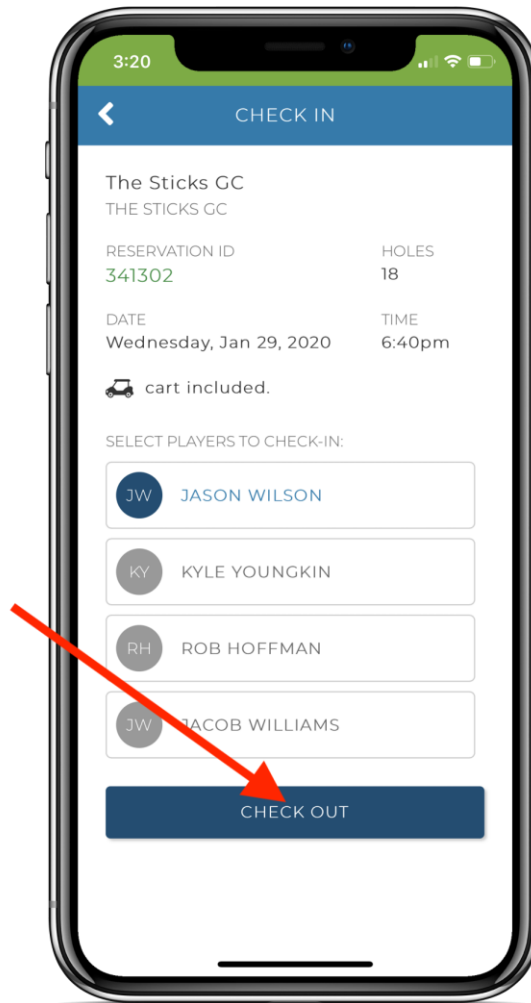 3:20
CHECK IN
The Sticks GC
THE STICKS GC
RESERVATION ID HOLES
341302 18
DATE TIME
Wednesday, Jan 29, 2020 6:40pm
cart included.
SELECT PLAYERS TO CHECK-IN:
JW JASON WILSON
KY KYLE YOUNGKIN
RH ROB HOFFMAN
JW JACOB WILLIAMS
CHECK OUT